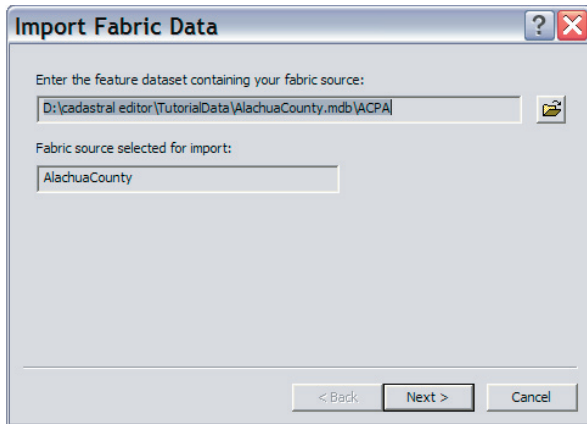 Import Fabric Data
?
Enter the feature dataset containing your fabric source:
D:\cadastral editor\TutorialData\AlachuaCounty.mdb\ACPA
Fabric source selected for import:
AlachuaCounty
< Back Next > Cancel